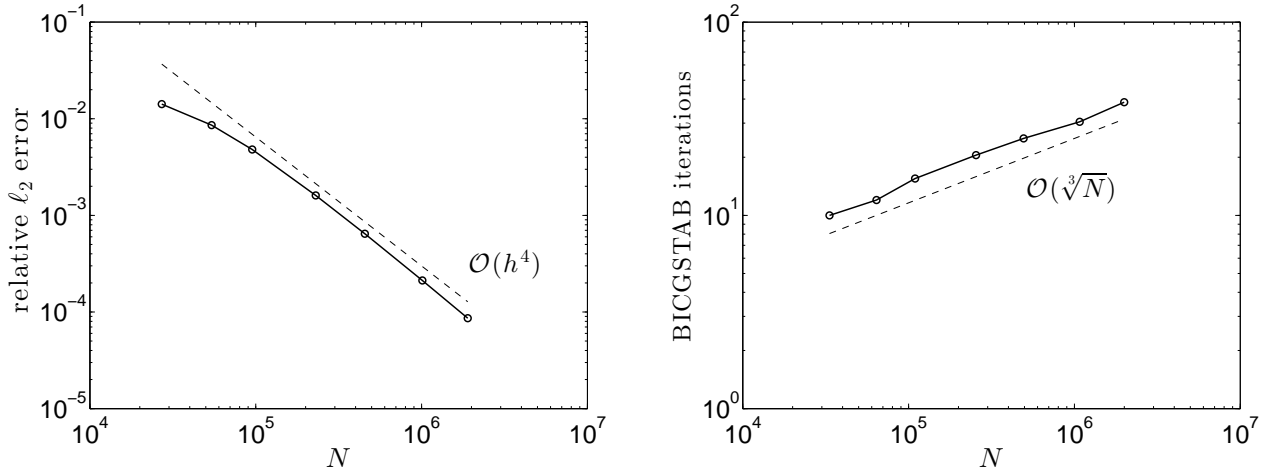 10^{-1}
10^{-2}
10^{-3}
10^{-4}
10^{-5}
relative ℓ_2 error
𝒪(h^4)
10^4
10^5
10^6
10^7
N
10^2
10^1
10^0
BICGSTAB iterations
𝒪(∛N)
10^4
10^5
10^6
10^7
N